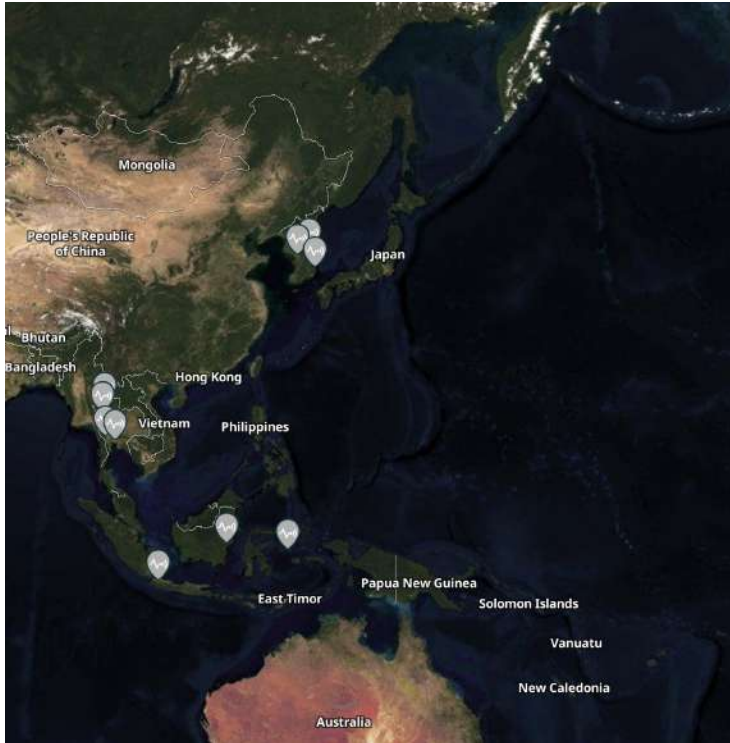 Mongolia
People's Republic
of China
Japan
Bhutan
Bangladesh
Hong Kong
Vietnam
Philippines
Papua New Guinea
East Timor
Solomon Islands
Vanuatu
New Caledonia
Australia